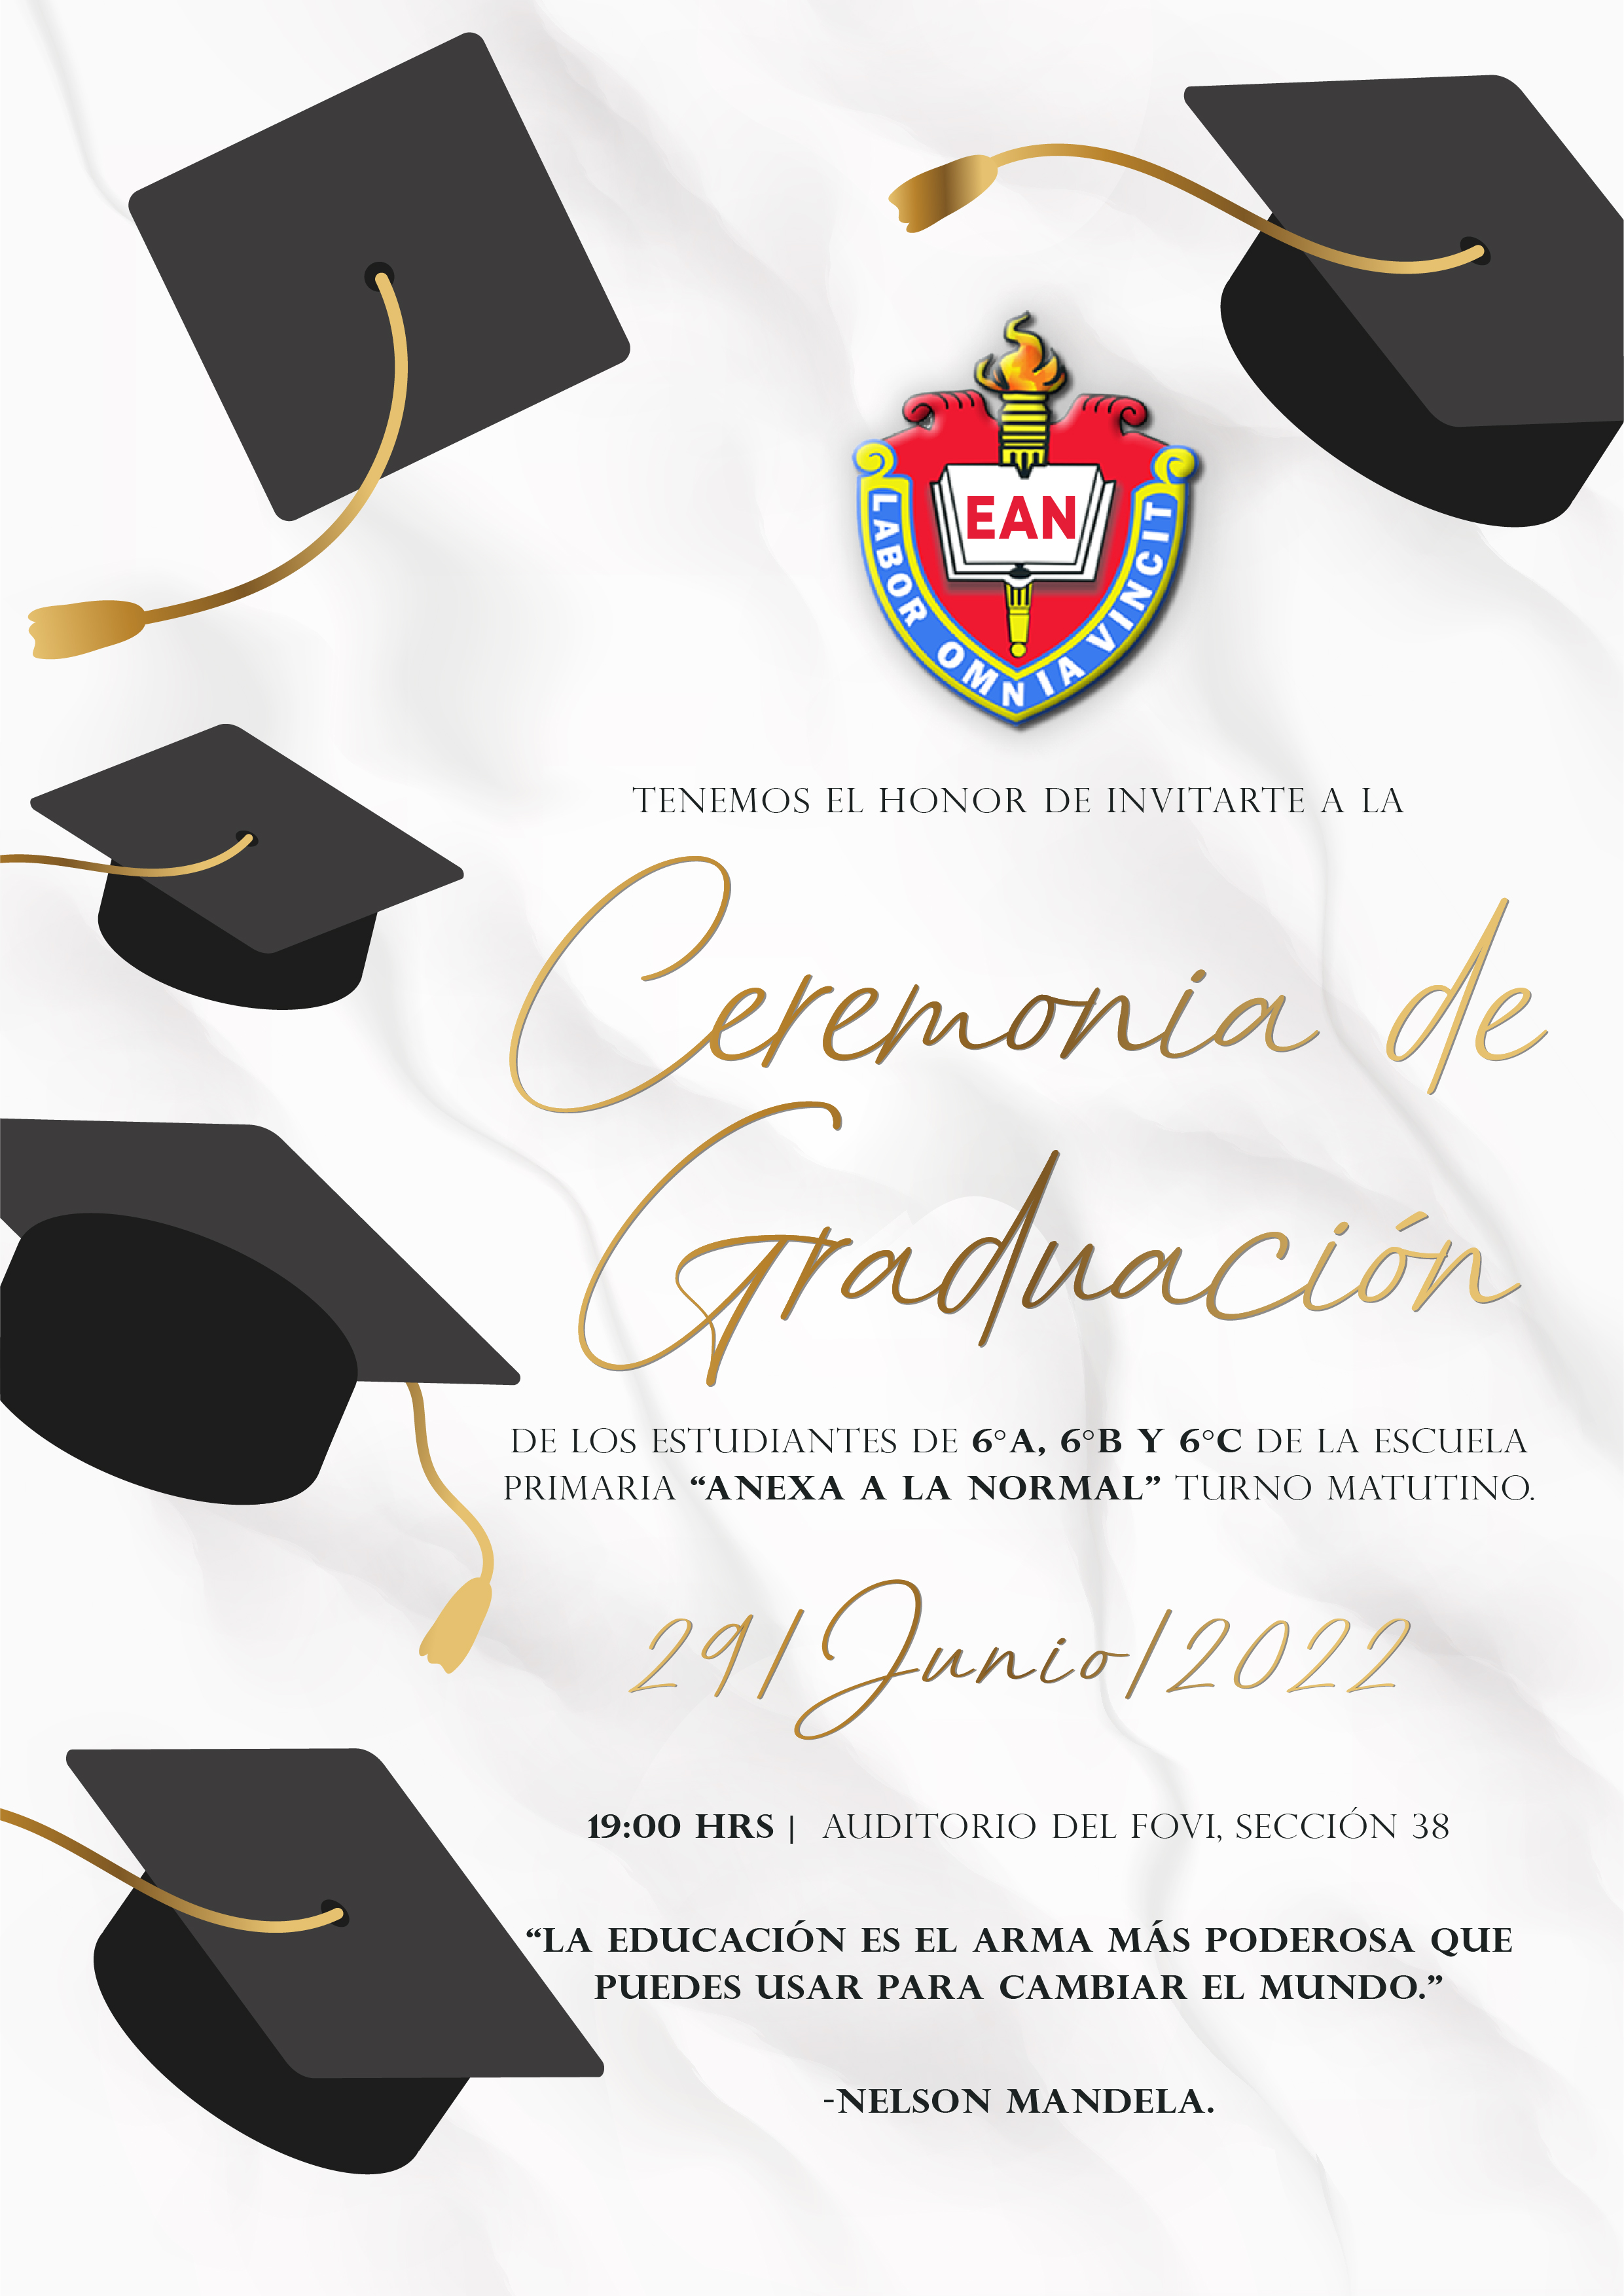 EAN
LABOR OMNIA VINCIT
TENEMOS EL HONOR DE INVITARTE A LA
Ceremonia de
Graduación
DE LOS ESTUDIANTES DE 6°A, 6°B Y 6°C DE LA ESCUELA
PRIMARIA “ANEXA A LA NORMAL” TURNO MATUTINO.
29/Junio/2022
19:00 HRS | AUDITORIO DEL FOVI, SECCIÓN 38
“LA EDUCACIÓN ES EL ARMA MÁS PODEROSA QUE
PUEDES USAR PARA CAMBIAR EL MUNDO.”
-NELSON MANDELA.